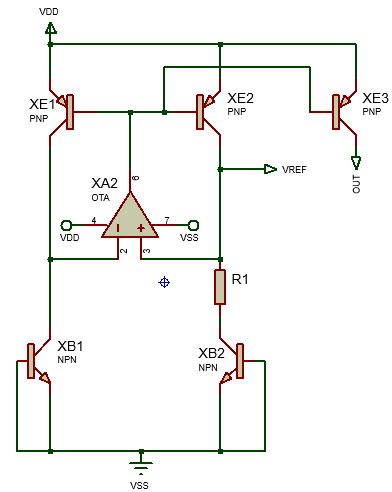 VDD
XE1
PNP
XE2
PNP
XE3
PNP
VREF
OUT
XA2
OTA
6
4
7
VDD
VSS
2
3
R1
XB1
NPN
XB2
NPN
VSS